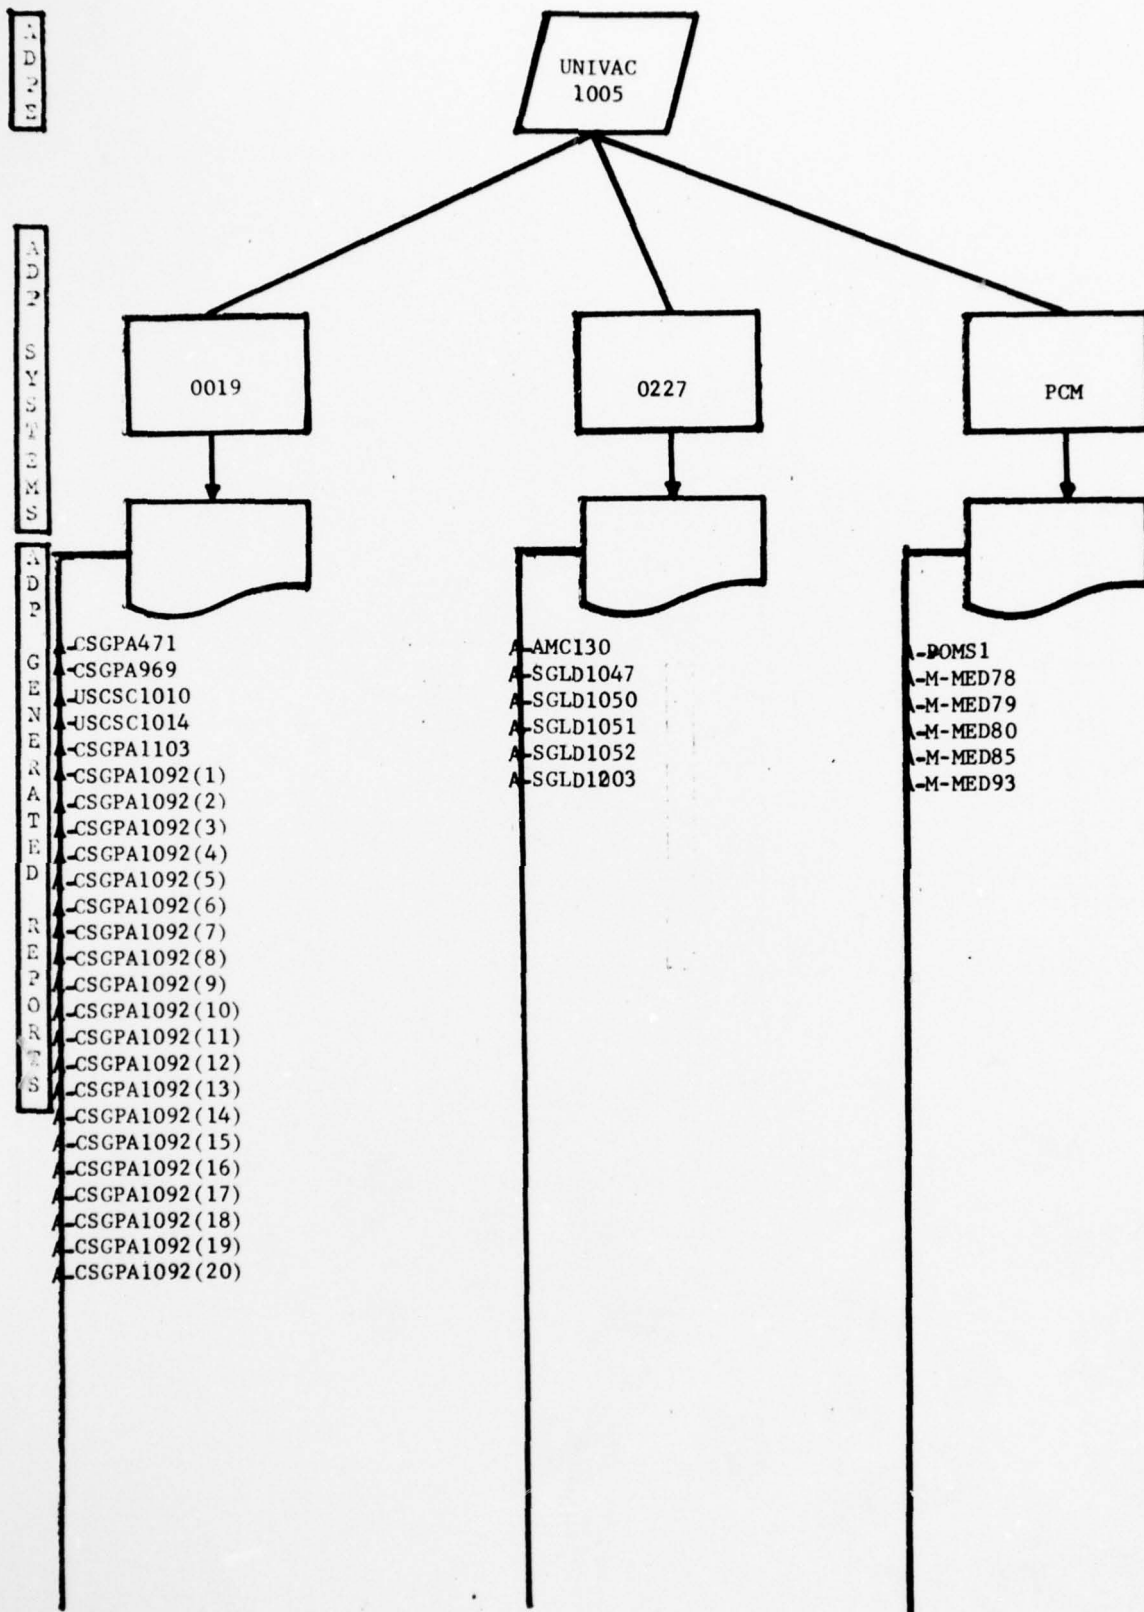 ADPE
UNIVAC
1005
ADP SYSTEMS
0019
0227
PCM
ADP GENERATED REPORTS
A-CSGPA471
A-CSGPA969
A-USCSC1010
A-USCSC1014
A-CSGPA1103
A-CSGPA1092(1)
A-CSGPA1092(2)
A-CSGPA1092(3)
A-CSGPA1092(4)
A-CSGPA1092(5)
A-CSGPA1092(6)
A-CSGPA1092(7)
A-CSGPA1092(8)
A-CSGPA1092(9)
A-CSGPA1092(10)
A-CSGPA1092(11)
A-CSGPA1092(12)
A-CSGPA1092(13)
A-CSGPA1092(14)
A-CSGPA1092(15)
A-CSGPA1092(16)
A-CSGPA1092(17)
A-CSGPA1092(18)
A-CSGPA1092(19)
A-CSGPA1092(20)
A-AMC130
A-SGLD1047
A-SGLD1050
A-SGLD1051
A-SGLD1052
A-SGLD1203
A-DOMS1
A-M-MED78
A-M-MED79
A-M-MED80
A-M-MED85
A-M-MED93